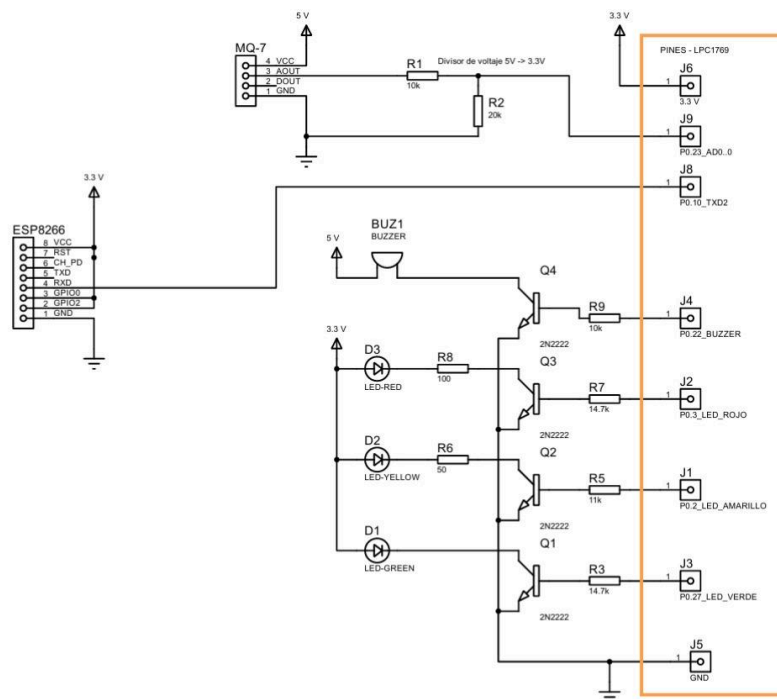 5 V
3.3 V
PINES - LPC1769
MQ-7
4 VCC
3 AOUT
2 DOUT
1 GND
R1
10k
Divisor de voltaje 5V -> 3.3V
R2
20k
1
J6
3.3 V
1
J9
P0.23_AD0..0
1
J8
P0.10_TXD2
3.3 V
ESP8266
8 VCC
7 RST
6 CH_PD
5 TXD
4 RXD
3 GPIO0
2 GPIO2
1 GND
5 V
BUZ1
BUZZER
Q4
2N2222
R9
10k
1
J4
P0.22_BUZZER
3.3 V
D3
LED-RED
R8
100
Q3
2N2222
R7
14.7k
1
J2
P0.3_LED_ROJO
D2
LED-YELLOW
R6
50
Q2
2N2222
R5
11k
1
J1
P0.2_LED_AMARILLO
D1
LED-GREEN
Q1
2N2222
R3
14.7k
1
J3
P0.27_LED_VERDE
1
J5
GND